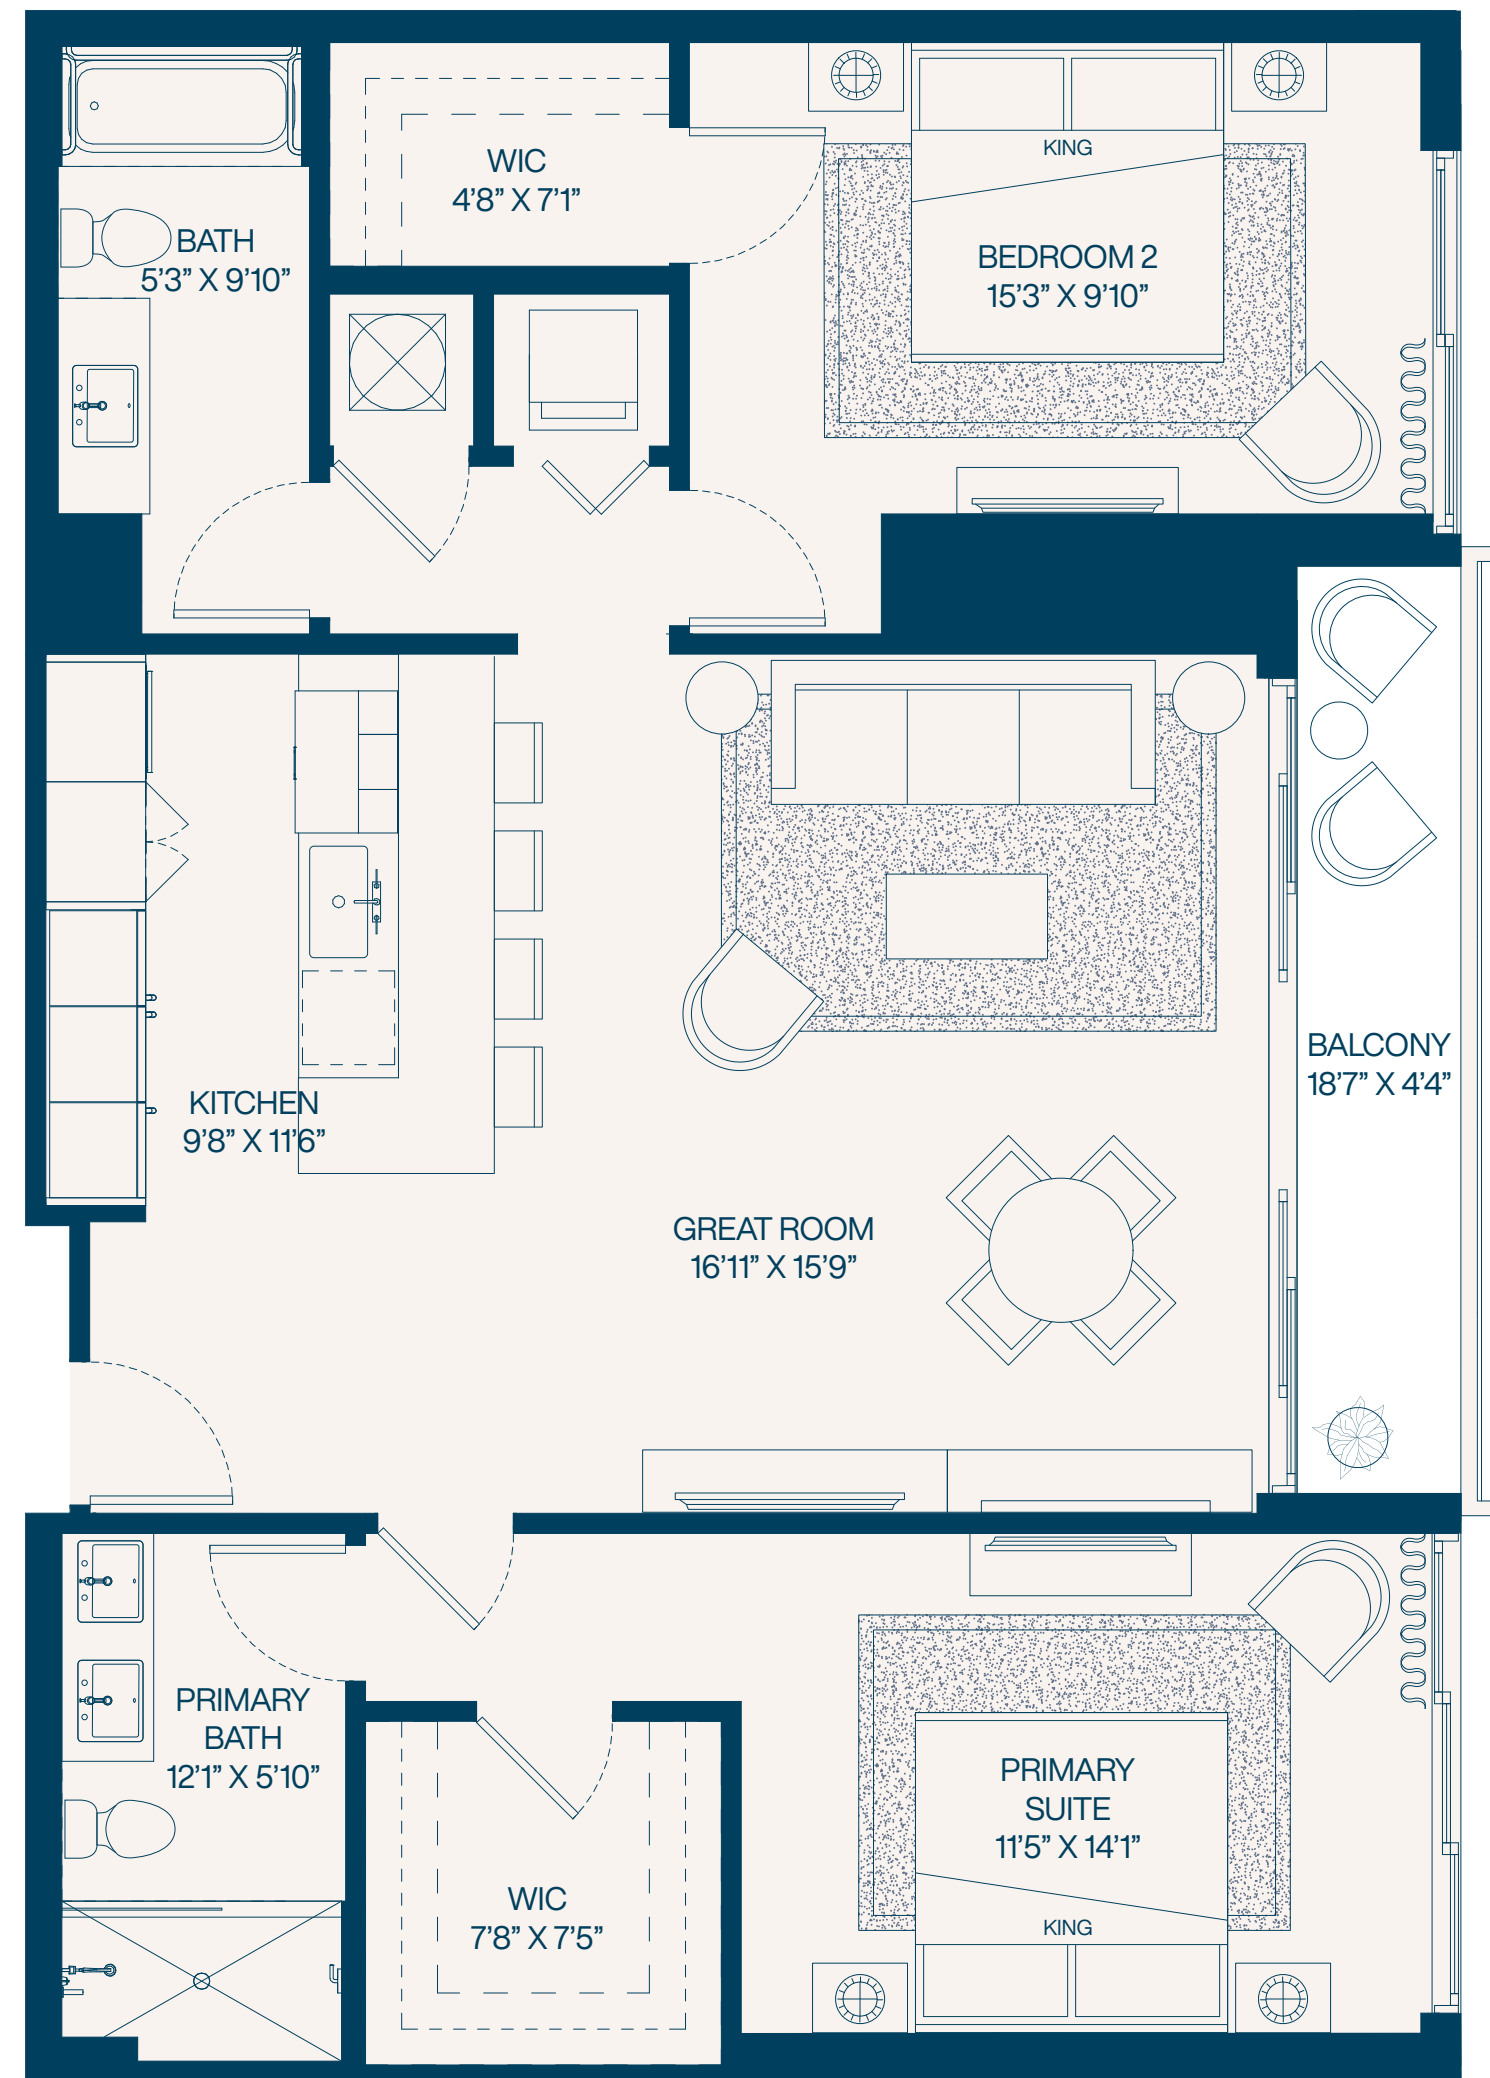 KING
WIC
4'8” X 7'1”
BATH
5'3” X 9'10”
BEDROOM 2
15'3” X 9'10”
BALCONY
18'7” X 4'4”
KITCHEN
9'8” X 11'6”
GREAT ROOM
16'11” X 15'9”
PRIMARY
BATH
12'1” X 5'10”
PRIMARY
SUITE
11'5” X 14'1”
WIC
7'8” X 7'5”
KING